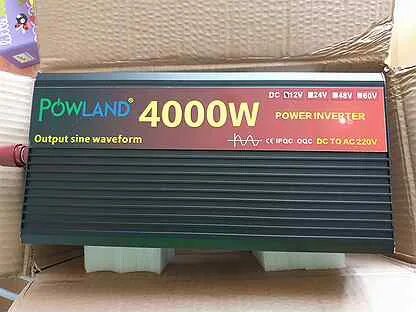 POWLAND®
4000W
DC 12V 24V 48V 60V
POWER INVERTER
Output sine waveform
CE IPQC OQC DC TO AC 220V